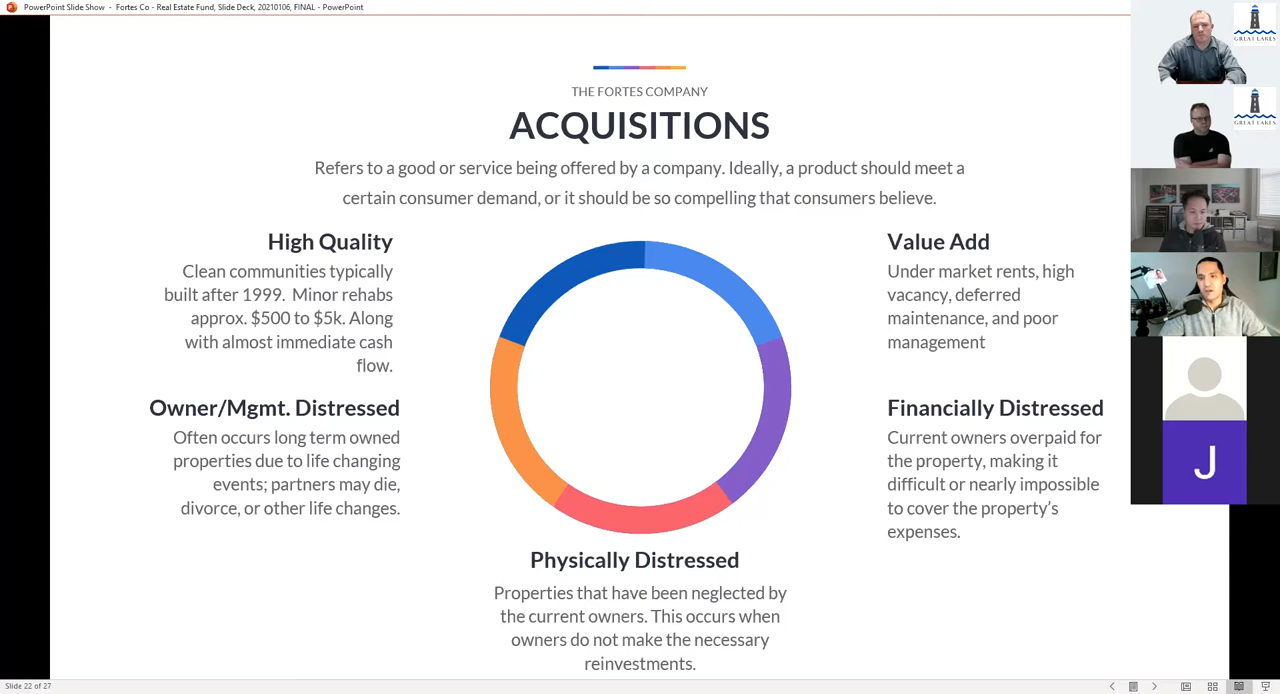 PowerPoint Slide Show - Fortes Co - Real Estate Fund, Slide Deck, 20210106, FINAL - PowerPoint
THE FORTES COMPANY
ACQUISITIONS
Refers to a good or service being offered by a company. Ideally, a product should meet a
certain consumer demand, or it should be so compelling that consumers believe.
High Quality
Clean communities typically
built after 1999. Minor rehabs
approx. $500 to $5k. Along
with almost immediate cash
flow.
Value Add
Under market rents, high
vacancy, deferred
maintenance, and poor
management
Owner/Mgmt. Distressed
Often occurs long term owned
properties due to life changing
events; partners may die,
divorce, or other life changes.
Financially Distressed
Current owners overpaid for
the property, making it
difficult or nearly impossible
to cover the property's
expenses.
Physically Distressed
Properties that have been neglected by
the current owners. This occurs when
owners do not make the necessary
reinvestments.
GREAT LAKES
GREAT LAKES
J
Slide 22 of 27